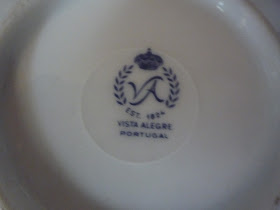 VA
EST. 1824
VISTA ALEGRE
PORTUGAL